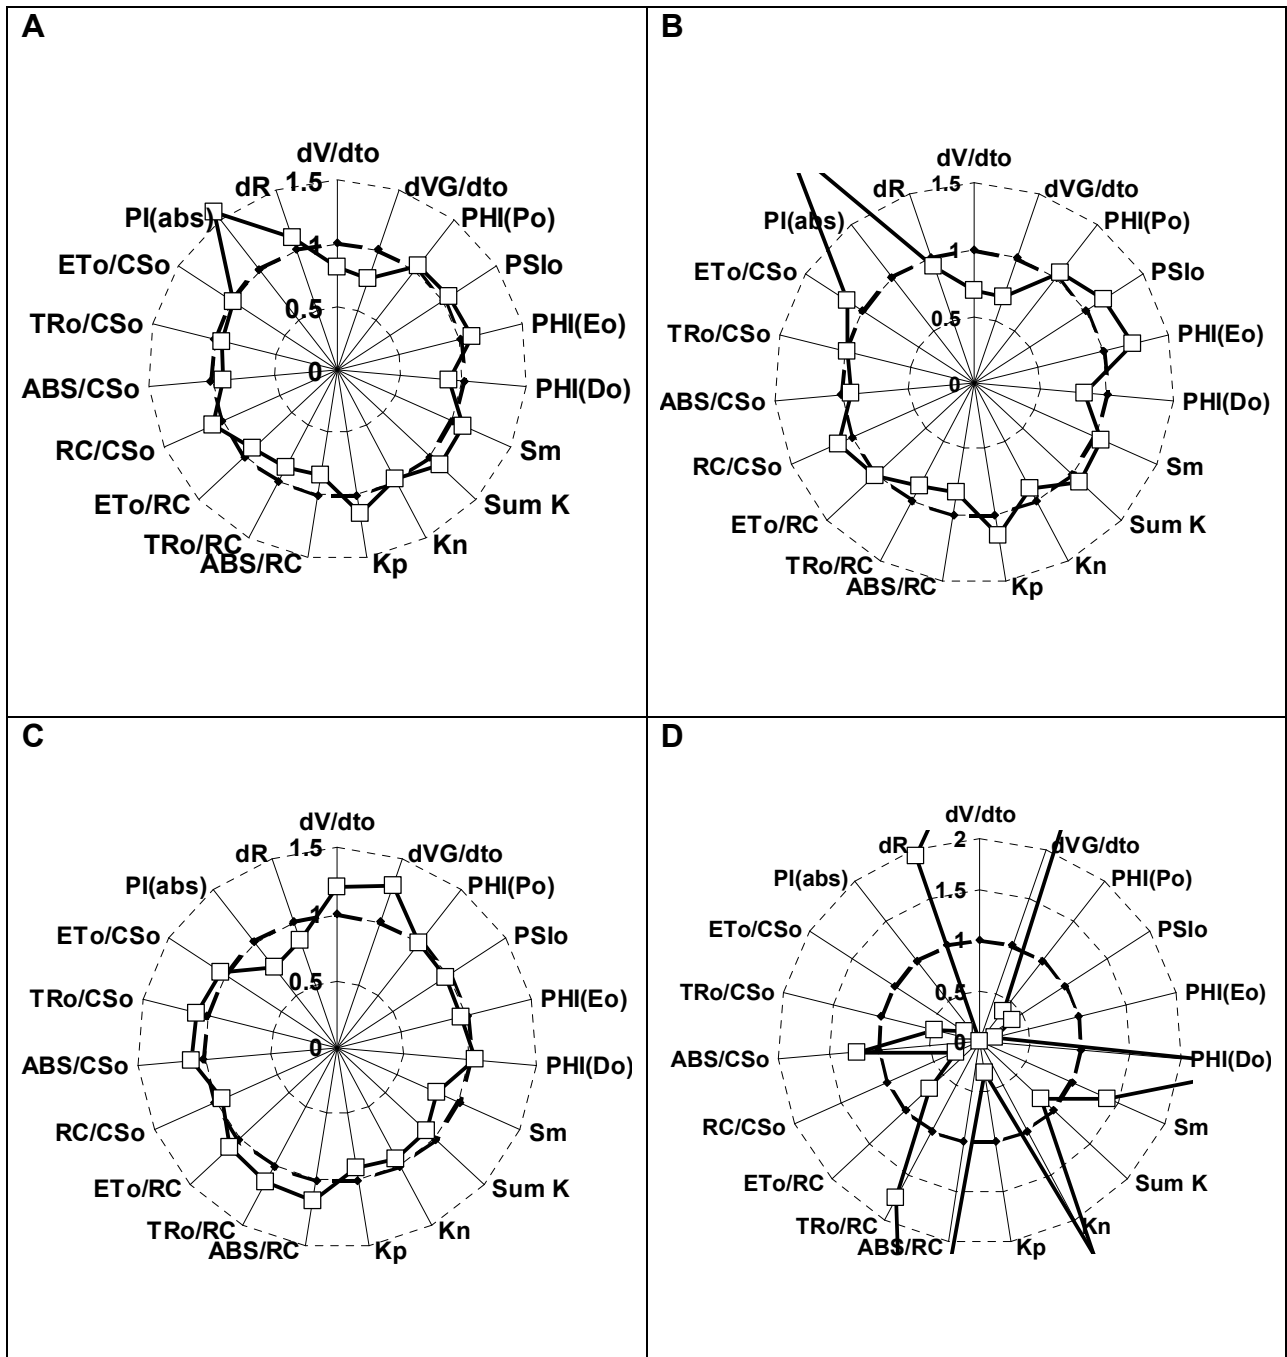 A
dV/dto
dR
1.5
dVG/dto
PI(abs)
PHI(Po)
1
ETo/CSo
PSIo
0.5
TRo/CSo
PHI(Eo)
0
ABS/CSo
PHI(Do)
RC/CSo
Sm
ETo/RC
Sum K
TRo/RC
Kn
ABS/RC
Kp
B
dV/dto
dR
1.5
dVG/dto
PI(abs)
PHI(Po)
1
ETo/CSo
PSIo
0.5
TRo/CSo
PHI(Eo)
0
ABS/CSo
PHI(Do)
RC/CSo
Sm
ETo/RC
Sum K
TRo/RC
Kn
ABS/RC
Kp
C
dV/dto
dR
1.5
dVG/dto
PI(abs)
PHI(Po)
1
ETo/CSo
PSIo
0.5
TRo/CSo
PHI(Eo)
0
ABS/CSo
PHI(Do)
RC/CSo
Sm
ETo/RC
Sum K
TRo/RC
Kn
ABS/RC
Kp
D
dV/dto
dR
2
dVG/dto
PI(abs)
1.5
PHI(Po)
ETo/CSo
1
PSIo
TRo/CSo
0.5
PHI(Eo)
0
ABS/CSo
PHI(Do)
RC/CSo
Sm
ETo/RC
Sum K
TRo/RC
Kn
ABS/RC
Kp